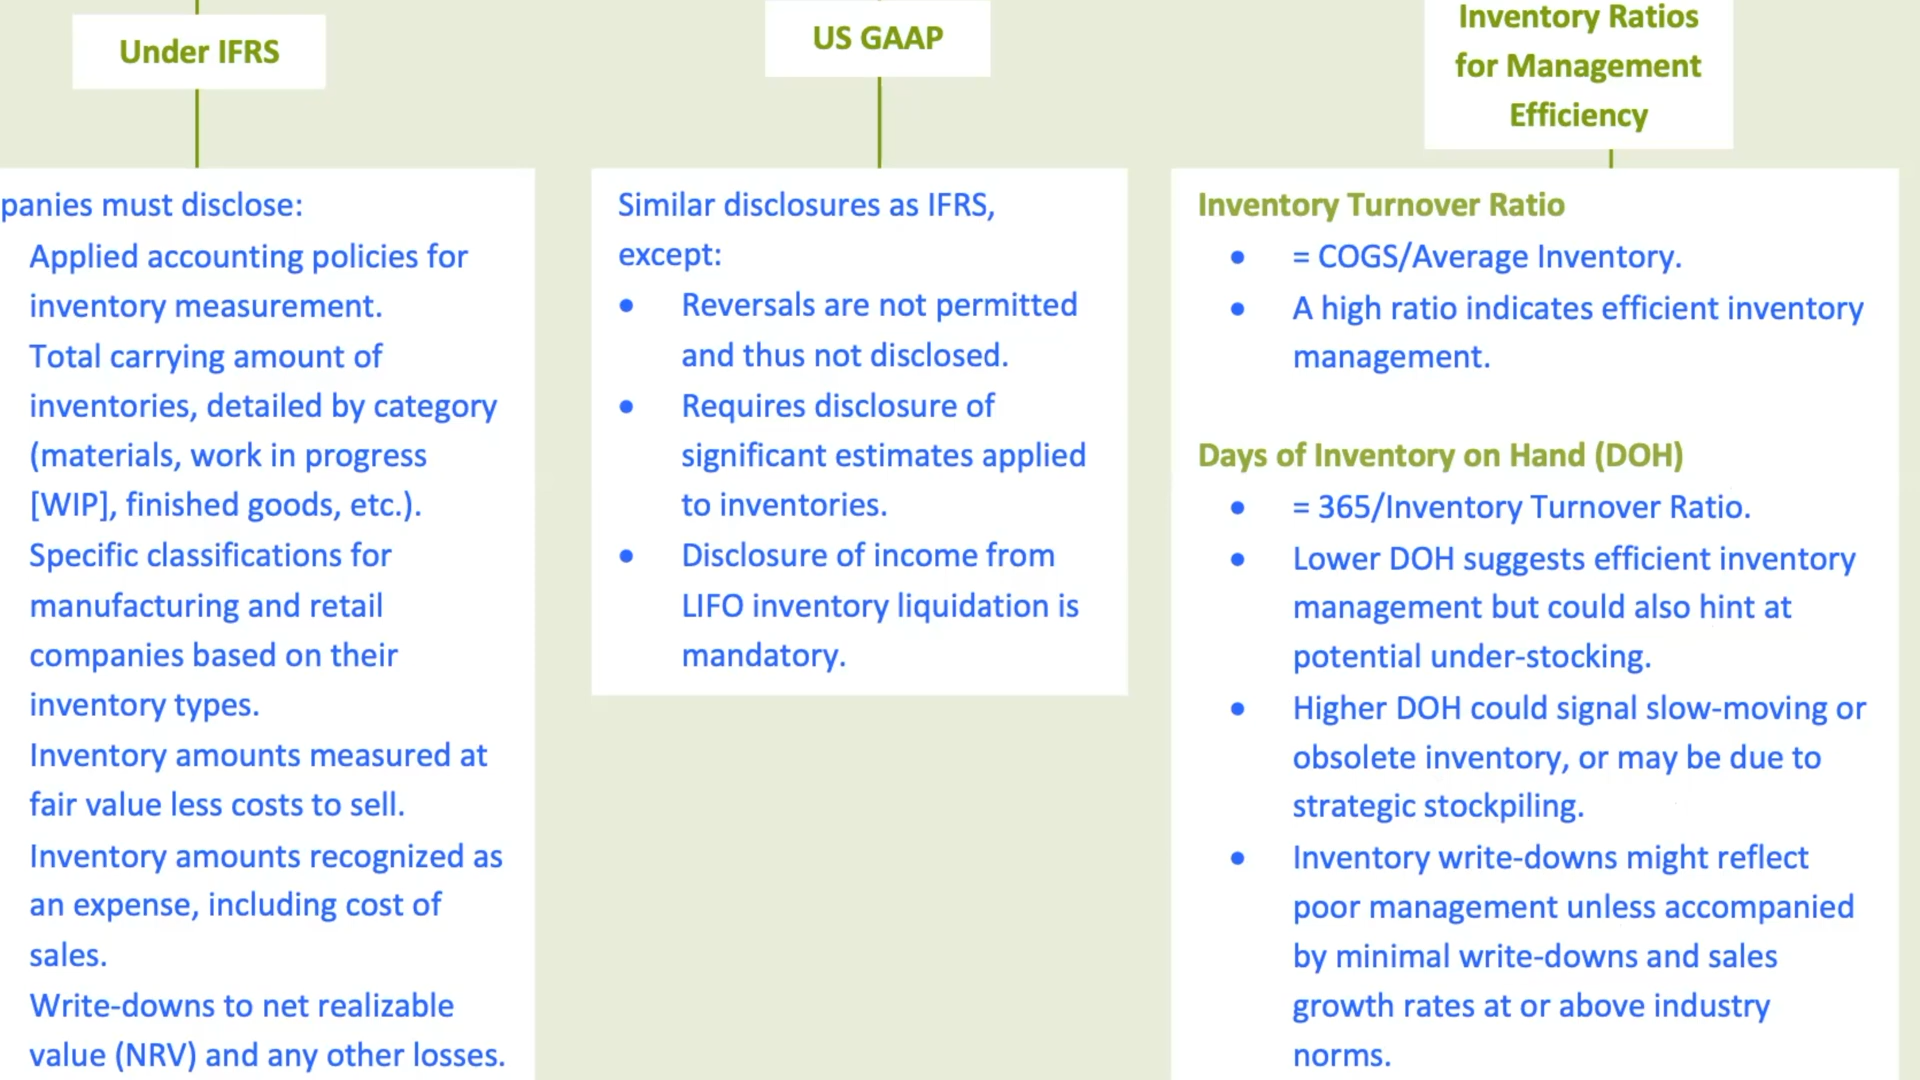 Under IFRS
panies must disclose:
Applied accounting policies for
inventory measurement.
Total carrying amount of
inventories, detailed by category
(materials, work in progress
[WIP], finished goods, etc.).
Specific classifications for
manufacturing and retail
companies based on their
inventory types.
Inventory amounts measured at
fair value less costs to sell.
Inventory amounts recognized as
an expense, including cost of
sales.
Write-downs to net realizable
value (NRV) and any other losses.
US GAAP
Similar disclosures as IFRS,
except:
• Reversals are not permitted
and thus not disclosed.
• Requires disclosure of
significant estimates applied
to inventories.
• Disclosure of income from
LIFO inventory liquidation is
mandatory.
Inventory Ratios
for Management
Efficiency
Inventory Turnover Ratio
• = COGS/Average Inventory.
• A high ratio indicates efficient inventory
management.
Days of Inventory on Hand (DOH)
• = 365/Inventory Turnover Ratio.
• Lower DOH suggests efficient inventory
management but could also hint at
potential under-stocking.
• Higher DOH could signal slow-moving or
obsolete inventory, or may be due to
strategic stockpiling.
• Inventory write-downs might reflect
poor management unless accompanied
by minimal write-downs and sales
growth rates at or above industry
norms.